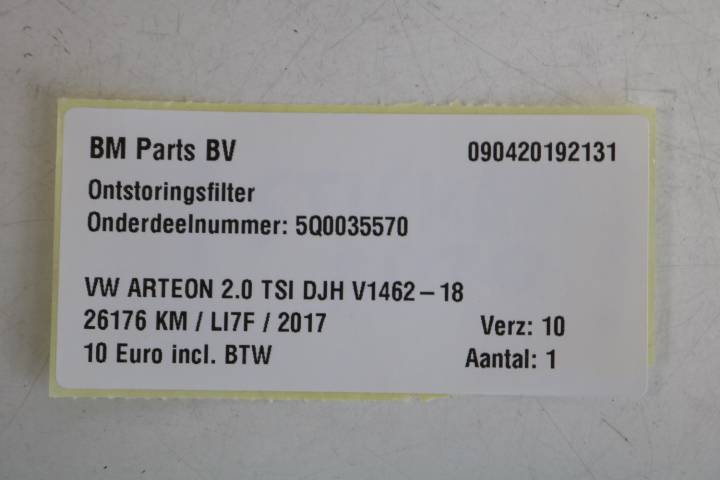 BM Parts BV 090420192131
Ontstoringsfilter
Onderdeelnummer: 5Q0035570
VW ARTEON 2.0 TSI DJH V1462-18
26176 KM / LI7F / 2017 Verz: 10
10 Euro incl. BTW Aantal: 1